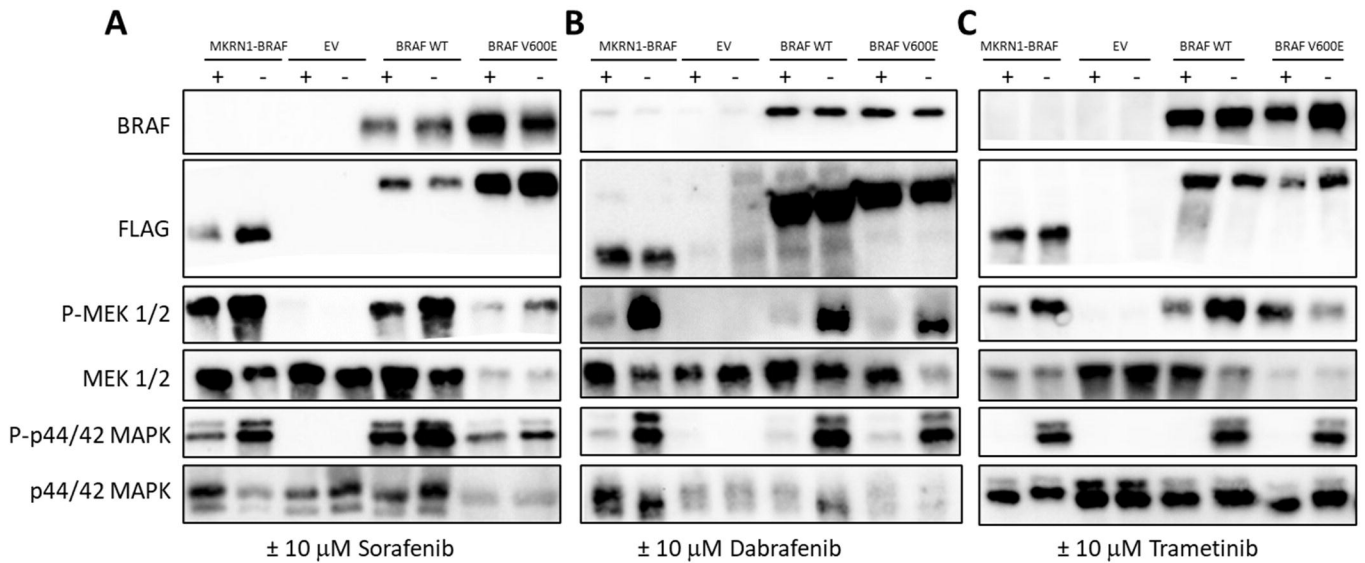 A B C
MKRN1-BRAF EV BRAF WT BRAF V600E MKRN1-BRAF EV BRAF WT BRAF V600E MKRN1-BRAF EV BRAF WT BRAF V600E
+ - + - + - + - + - + - + - + - + - + - + - + -
BRAF
FLAG
P-MEK 1/2
MEK 1/2
P-p44/42 MAPK
p44/42 MAPK
± 10 µM Sorafenib ± 10 µM Dabrafenib ± 10 µM Trametinib